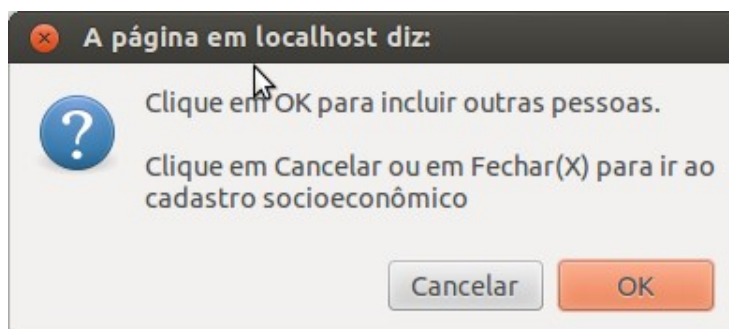 A página em localhost diz:
Clique em OK para incluir outras pessoas.
Clique em Cancelar ou em Fechar(X) para ir ao
cadastro socioeconômico
Cancelar OK